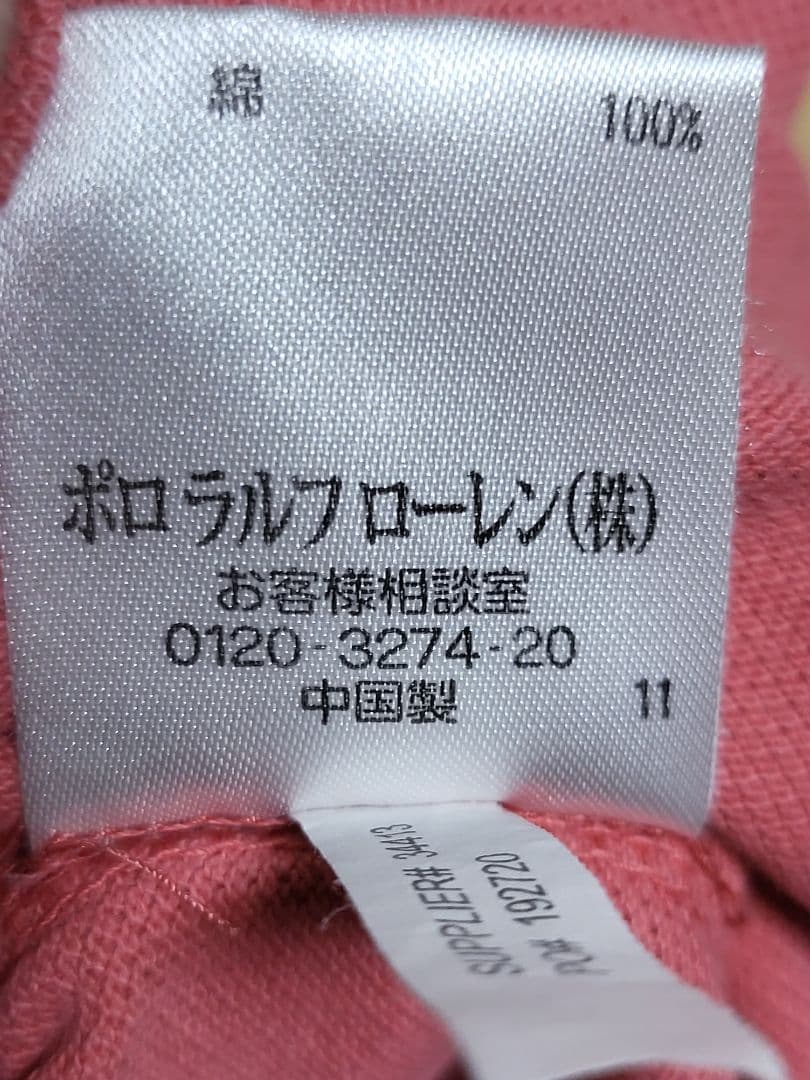 綿 100%
ポロ ラルフ ローレン(株)
お客様相談室
0120-3274-20
中国製 11
SUPPLIER# 34413
PO# 192720